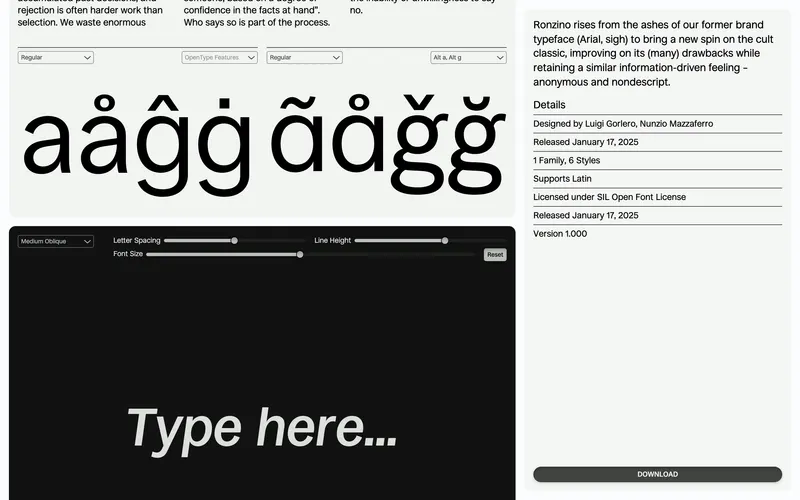 rejection is often harder work than
selection. We waste enormous
confidence in the facts at hand”.
Who says so is part of the process.
no.
Regular
OpenType Features
Regular
Alt a, Alt g
aåĝġ
ãåǧğ
Medium Oblique
Letter Spacing
Line Height
Font Size
Reset
Type here...
Ronzino rises from the ashes of our former brand
typeface (Arial, sigh) to bring a new spin on the cult
classic, improving on its (many) drawbacks while
retaining a similar information-driven feeling –
anonymous and nondescript.
Details
Designed by Luigi Gorlero, Nunzio Mazzaferro
Released January 17, 2025
1 Family, 6 Styles
Supports Latin
Licensed under SIL Open Font License
Released January 17, 2025
Version 1.000
DOWNLOAD